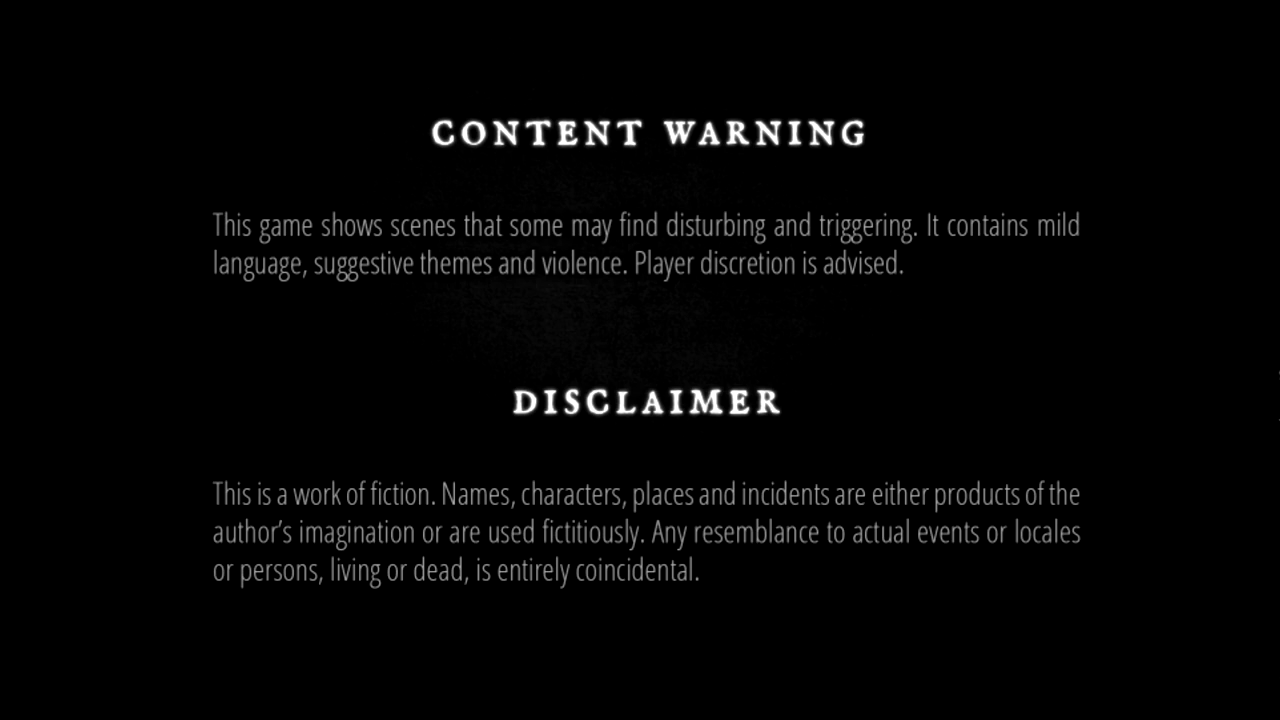 CONTENT WARNING
This game shows scenes that some may find disturbing and triggering. It contains mild
language, suggestive themes and violence. Player discretion is advised.
DISCLAIMER
This is a work of fiction. Names, characters, places and incidents are either products of the
author’s imagination or are used fictitiously. Any resemblance to actual events or locales
or persons, living or dead, is entirely coincidental.